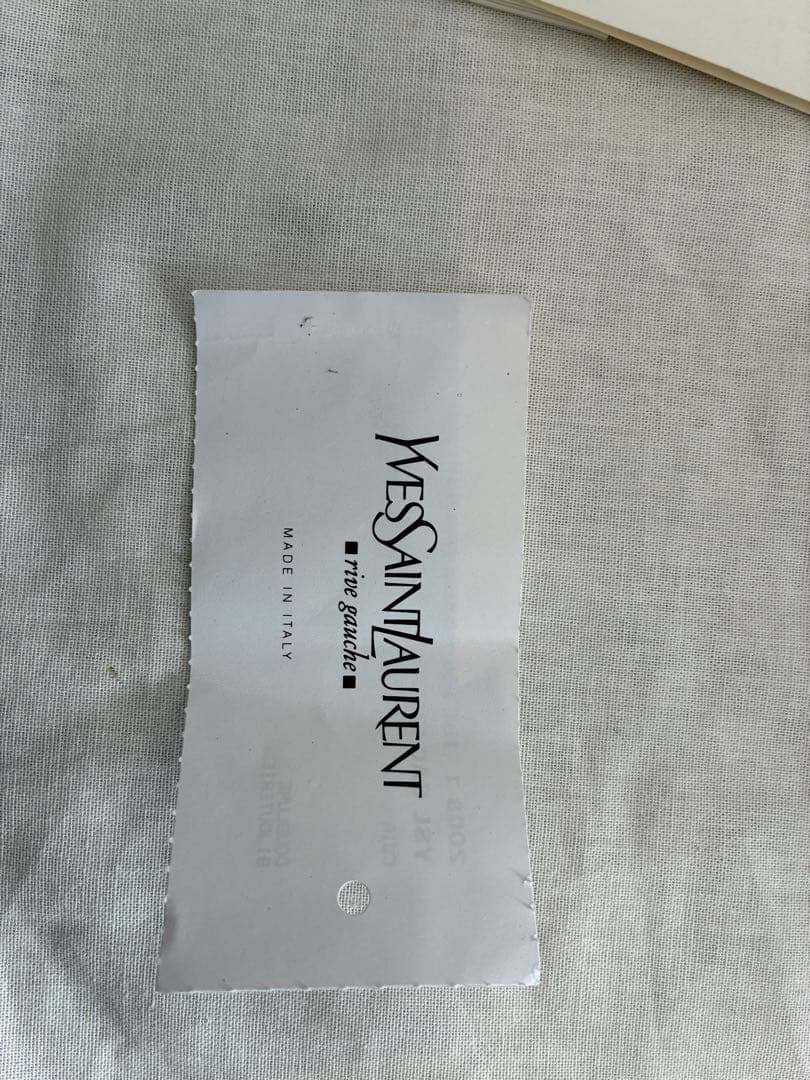 YVESSAINTLAURENT
■rive gauche■
MADE IN ITALY